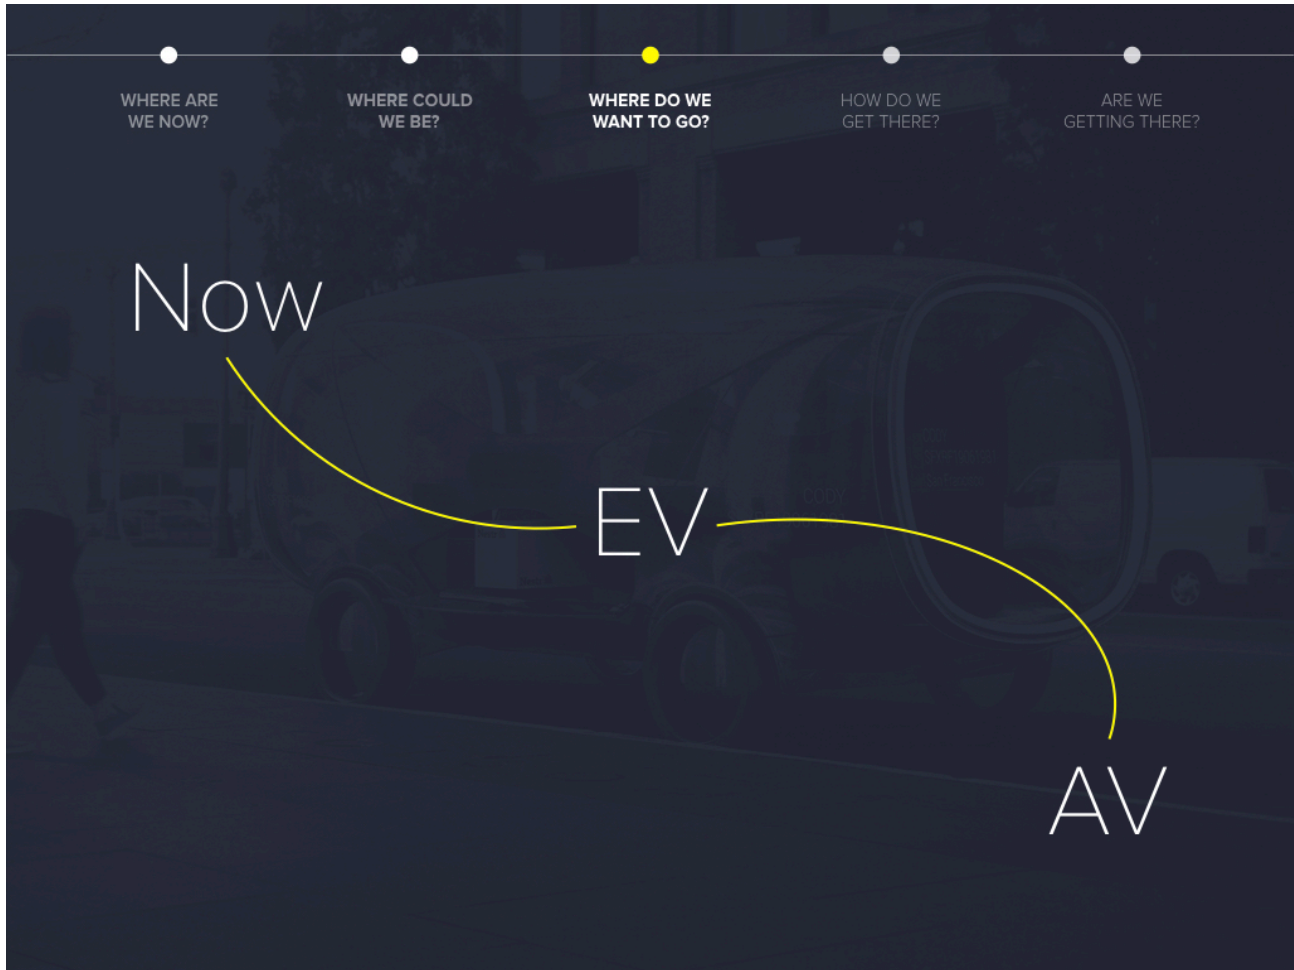 WHERE ARE
WE NOW?
WHERE COULD
WE BE?
WHERE DO WE
WANT TO GO?
HOW DO WE
GET THERE?
ARE WE
GETTING THERE?
Now
EV
AV